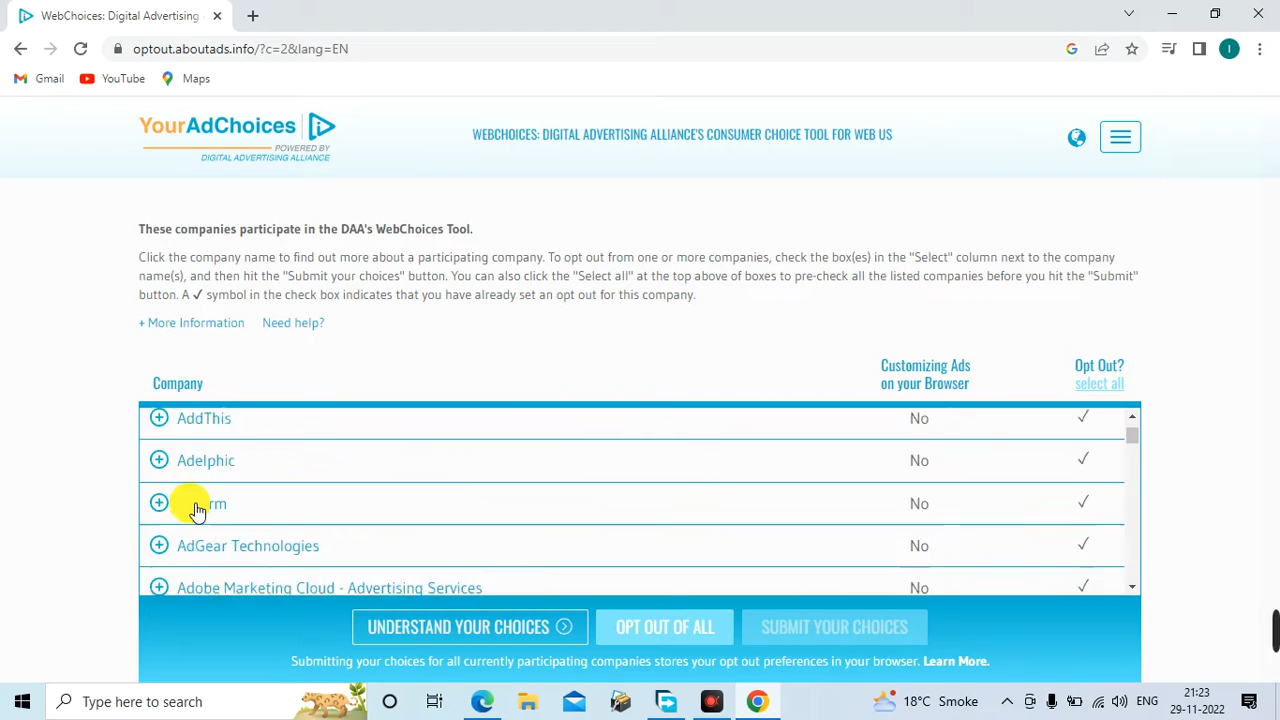 WebChoices: Digital Advertising
optout.aboutads.info/?c=2&lang=EN
I
Gmail
YouTube
Maps
YourAdChoices
POWERED BY
DIGITAL ADVERTISING ALLIANCE
WEBCHOICES: DIGITAL ADVERTISING ALLIANCE'S CONSUMER CHOICE TOOL FOR WEB US
These companies participate in the DAA's WebChoices Tool.
Click the company name to find out more about a participating company. To opt out from one or more companies, check the box(es) in the "Select" column next to the company
name(s), and then hit the "Submit your choices" button. You can also click the "Select all" at the top above of boxes to pre-check all the listed companies before you hit the "Submit"
button. A ✓ symbol in the check box indicates that you have already set an opt out for this company.
+ More Information Need help?
Company
Customizing Ads
on your Browser
Opt Out?
select all
AddThis No ✓
Adelphic No ✓
rm No ✓
AdGear Technologies No ✓
Adobe Marketing Cloud - Advertising Services No ✓
UNDERSTAND YOUR CHOICES
OPT OUT OF ALL
SUBMIT YOUR CHOICES
Submitting your choices for all currently participating companies stores your opt out preferences in your browser. Learn More.
Type here to search
18°C Smoke
21:23
29-11-2022